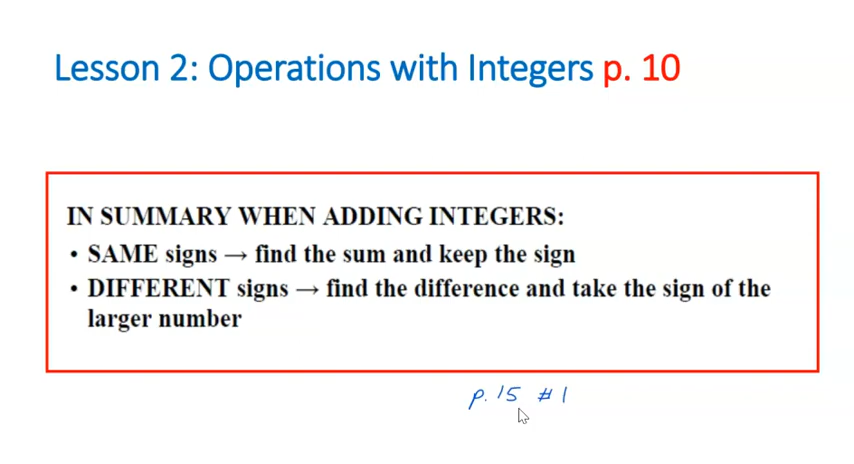 Lesson 2: Operations with Integers p. 10
IN SUMMARY WHEN ADDING INTEGERS:
• SAME signs → find the sum and keep the sign
• DIFFERENT signs → find the difference and take the sign of the
larger number
p. 15 # 1